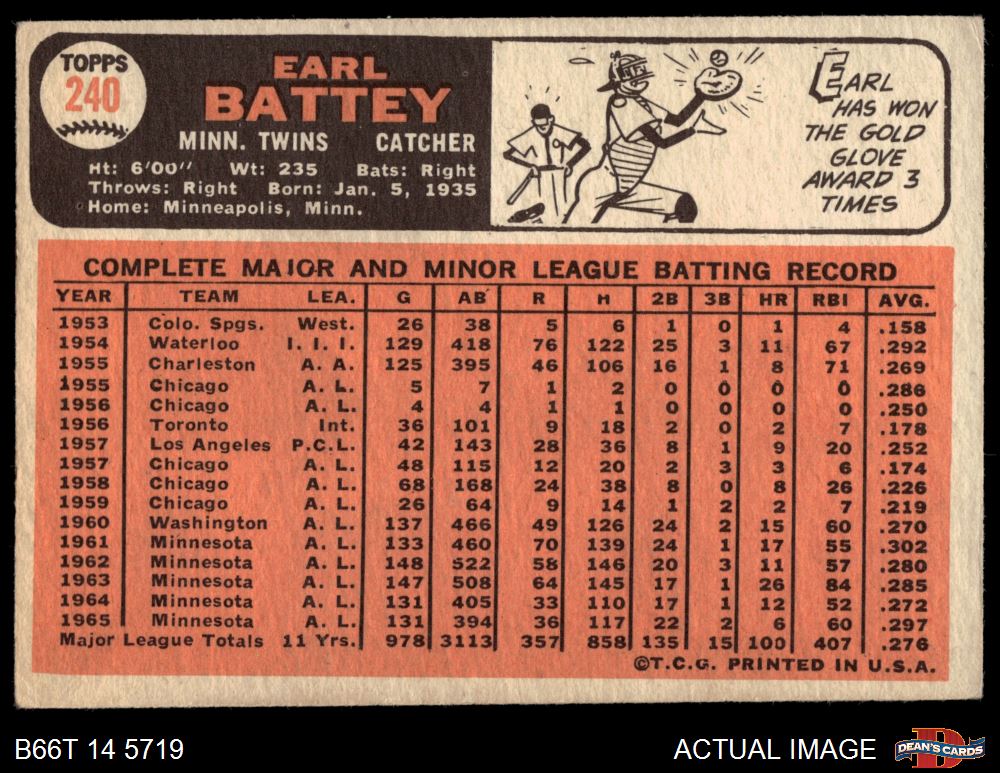 TOPPS
240
EARL
BATTEY
MINN. TWINS CATCHER
Ht: 6'00" Wt: 235 Bats: Right
Throws: Right Born: Jan. 5, 1935
Home: Minneapolis, Minn.
EARL
HAS WON
THE GOLD
GLOVE
AWARD 3
TIMES
COMPLETE MAJOR AND MINOR LEAGUE BATTING RECORD
YEAR TEAM LEA. G AB R H 2B 3B HR RBI AVG.
1953 Colo. Spgs. West. 26 38 5 6 1 0 1 4 .158
1954 Waterloo I. I. I. 129 418 76 122 25 3 11 67 .292
1955 Charleston A. A. 125 395 46 106 16 1 8 71 .269
1955 Chicago A. L. 5 7 1 2 0 0 0 0 .286
1956 Chicago A. L. 4 4 1 1 0 0 0 0 .250
1956 Toronto Int. 36 101 9 18 2 0 2 7 .178
1957 Los Angeles P.C.L. 42 143 28 36 8 1 9 20 .252
1957 Chicago A. L. 48 115 12 20 2 3 3 6 .174
1958 Chicago A. L. 68 168 24 38 8 0 8 26 .226
1959 Chicago A. L. 26 64 9 14 1 2 2 7 .219
1960 Washington A. L. 137 466 49 126 24 2 15 60 .270
1961 Minnesota A. L. 133 460 70 139 24 1 17 55 .302
1962 Minnesota A. L. 148 522 58 146 20 3 11 57 .280
1963 Minnesota A. L. 147 508 64 145 17 1 26 84 .285
1964 Minnesota A. L. 131 405 33 110 17 1 12 52 .272
1965 Minnesota A. L. 131 394 36 117 22 2 6 60 .297
Major League Totals 11 Yrs. 978 3113 357 858 135 15 100 407 .276
©T.C.G. PRINTED IN U.S.A.
B66T 14 5719
ACTUAL IMAGE
D
DEAN'S CARDS